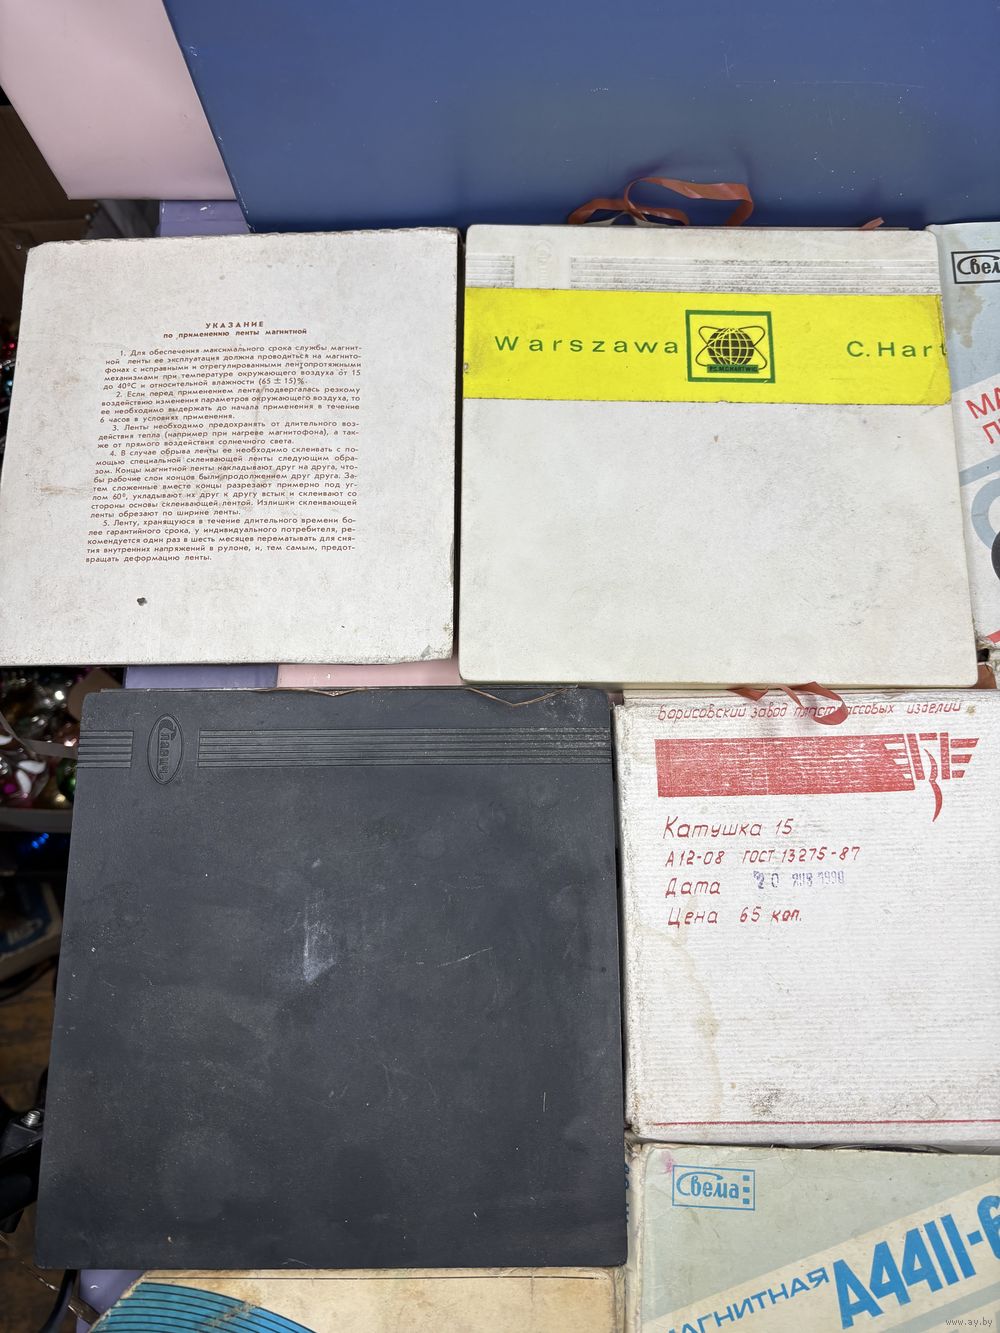 УКАЗАНИЕ
по применению ленты магнитной
1. Для обеспечения максимального срока службы магнит-
ной ленты ее эксплуатация должна проводиться на магнито-
фонах с исправными и отрегулированными лентопротяжными
механизмами при температуре окружающего воздуха от 15
до 40°С и относительной влажности (65 ± 15)%.
2. Если перед применением лента подвергалась резкому
воздействию изменения параметров окружающего воздуха, то
ее необходимо выдержать до начала применения в течение
6 часов в условиях применения.
3. Ленты необходимо предохранять от длительного воз-
действия тепла (например при нагреве магнитофона), а так-
же от прямого воздействия солнечного света.
4. В случае обрыва ленты ее необходимо склеивать с по-
мощью специальной склеивающей ленты следующим обра-
зом. Концы магнитной ленты накладывают друг на друга, что-
бы рабочие слои концов были продолжением друг друга. За-
тем сложенные вместе концы разрезают примерно под уг-
лом 60°, укладывают их друг к другу встык и склеивают со
стороны основы склеивающей лентой. Излишки склеивающей
ленты обрезают по ширине ленты.
5. Ленту, хранящуюся в течение длительного времени бо-
лее гарантийного срока, у индивидуального потребителя, ре-
комендуется один раз в шесть месяцев перематывать для сня-
тия внутренних напряжений в рулоне, и, тем самым, предот-
вращать деформацию ленты.
Warszawa
P.S.M.C.HARTWIG
C.Hart
Свема
МА
Л
Славич
Борисовский завод пластмассовых изделий
Катушка 15
А12-08 ГОСТ 13275-87
Дата 20 1990
Цена 65 коп.
Свема
МАГНИТНАЯ А4411-6
www.ay.by